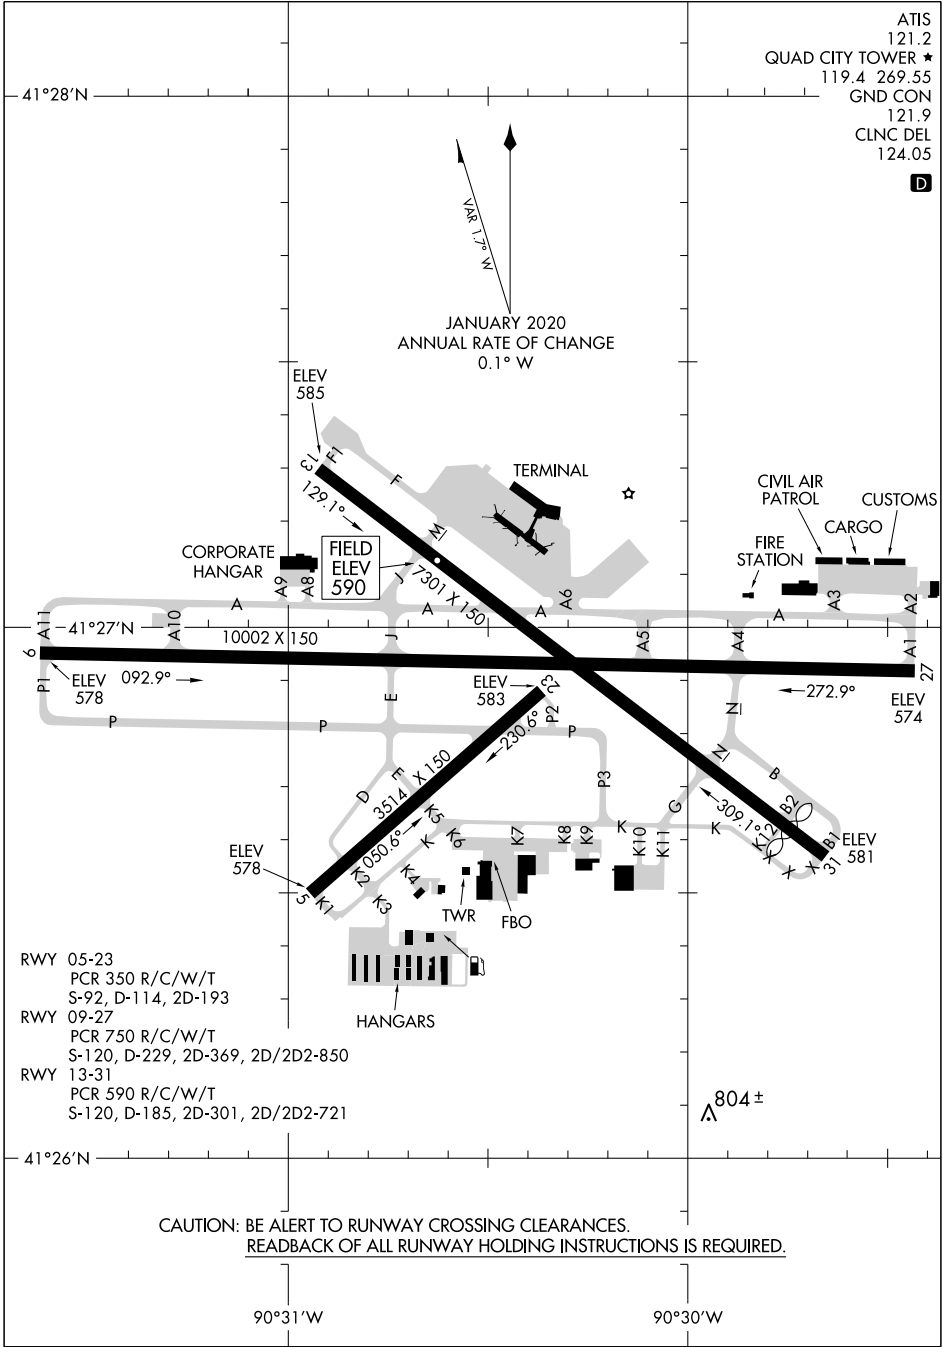 ATIS
121.2
QUAD CITY TOWER ★
119.4 269.55
GND CON
121.9
CLNC DEL
124.05
D
41°28'N
VAR 1.7° W
JANUARY 2020
ANNUAL RATE OF CHANGE
0.1° W
ELEV
585
13
F1
F
129.1°
TERMINAL
CIVIL AIR
PATROL
CUSTOMS
CARGO
FIRE
STATION
CORPORATE
HANGAR
FIELD
ELEV
590
M
J
7301 X 150
A9
A8
A
A
A
A6
A
A3
A2
A11
41°27'N
A10
J
A5
A4
A1
10002 X 150
9
27
P1
ELEV
578
092.9°
ELEV
583
23
272.9°
ELEV
574
E
P2
N
P
P
P
230.6°
N
B
P3
D
E
3514 X 150
K5
G
309.1°
B2
B1
K
K6
K7
K8
K9
K
K10
K11
K
K12
X
X
X
31
ELEV
581
ELEV
578
050.6°
K2
K4
K3
5
K1
TWR
FBO
HANGARS
RWY 05-23
PCR 350 R/C/W/T
S-92, D-114, 2D-193
RWY 09-27
PCR 750 R/C/W/T
S-120, D-229, 2D-369, 2D/2D2-850
RWY 13-31
PCR 590 R/C/W/T
S-120, D-185, 2D-301, 2D/2D2-721
804 ±
41°26'N
CAUTION: BE ALERT TO RUNWAY CROSSING CLEARANCES.
READBACK OF ALL RUNWAY HOLDING INSTRUCTIONS IS REQUIRED.
90°31'W
90°30'W